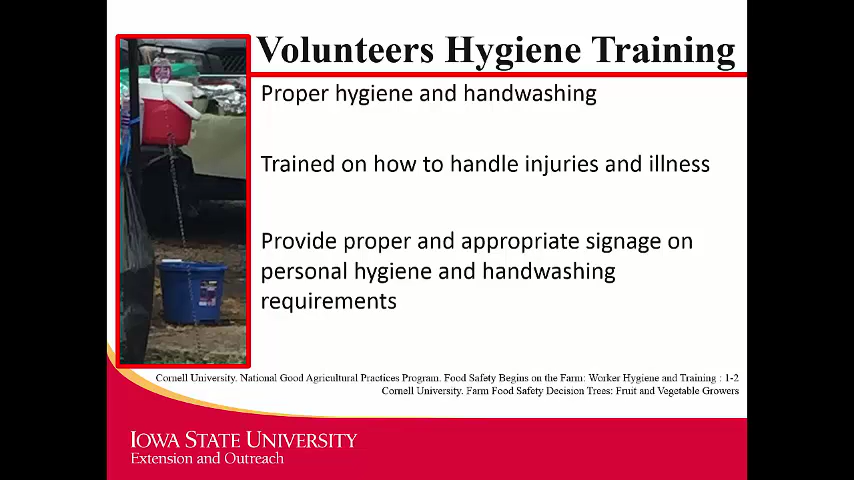 Volunteers Hygiene Training
Proper hygiene and handwashing
Trained on how to handle injuries and illness
Provide proper and appropriate signage on
personal hygiene and handwashing
requirements
Cornell University. National Good Agricultural Practices Program. Food Safety Begins on the Farm: Worker Hygiene and Training : 1-2
Cornell University. Farm Food Safety Decision Trees: Fruit and Vegetable Growers
IOWA STATE UNIVERSITY
Extension and Outreach